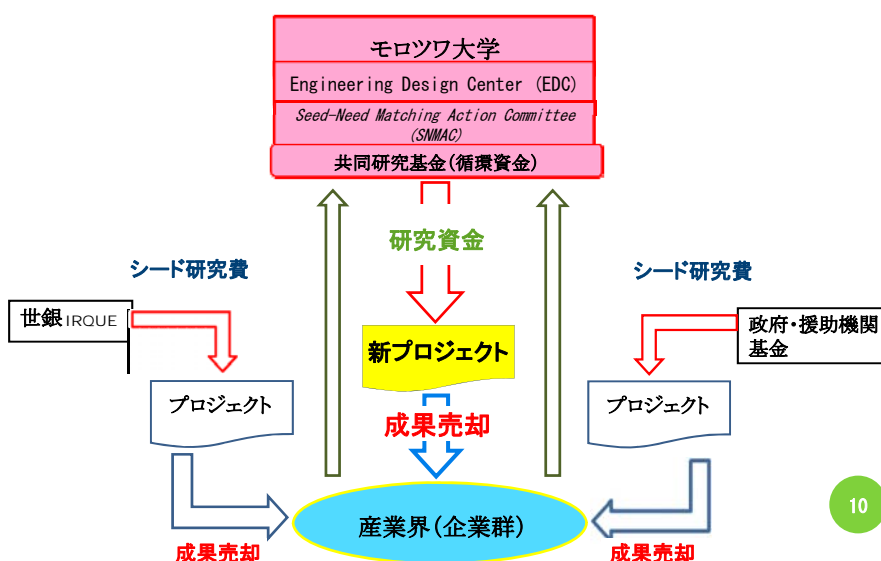 モロツワ大学
Engineering Design Center (EDC)
Seed-Need Matching Action Committee
(SNMAC)
共同研究基金(循環資金)
研究資金
シード研究費
シード研究費
世銀IRQUE
政府・援助機関
基金
新プロジェクト
プロジェクト
プロジェクト
成果売却
産業界(企業群)
10
成果売却
成果売却